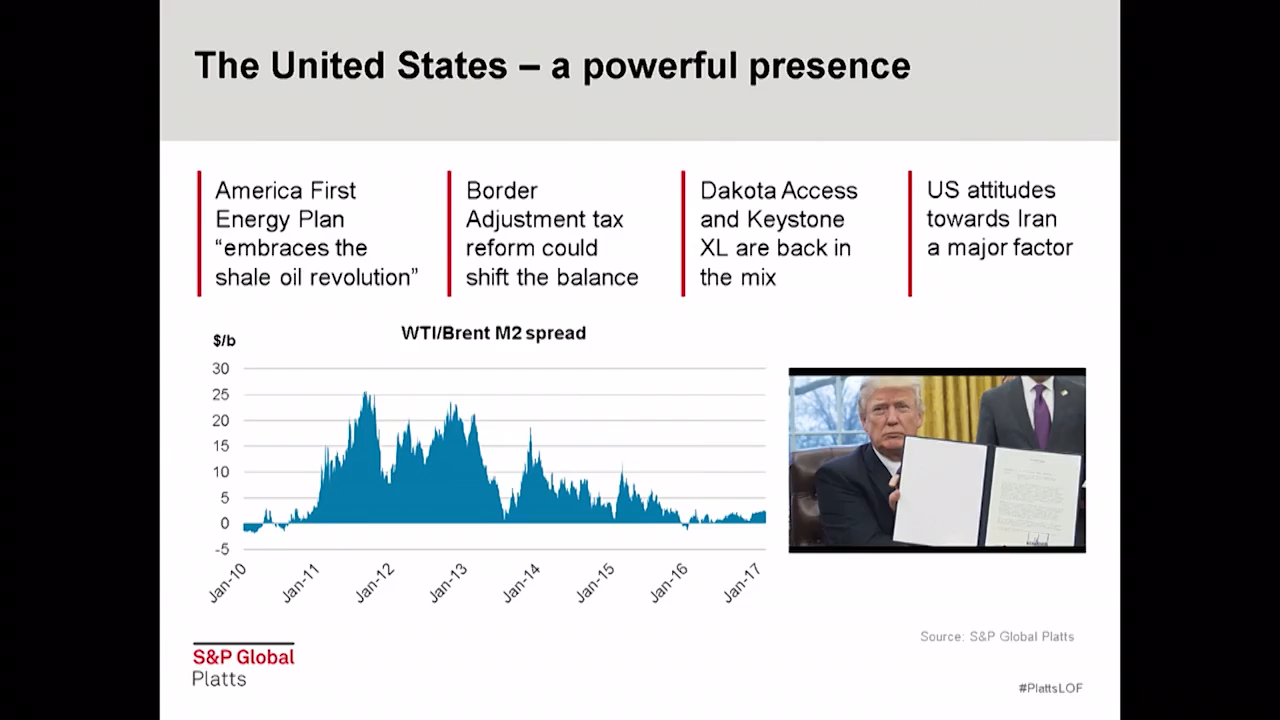 The United States – a powerful presence
America First
Energy Plan
“embraces the
shale oil revolution”
Border
Adjustment tax
reform could
shift the balance
Dakota Access
and Keystone
XL are back in
the mix
US attitudes
towards Iran
a major factor
WTI/Brent M2 spread
$/b
30
25
20
15
10
5
0
-5
Jan-10
Jan-11
Jan-12
Jan-13
Jan-14
Jan-15
Jan-16
Jan-17
Source: S&P Global Platts
S&P Global
Platts
#PlattsLOF